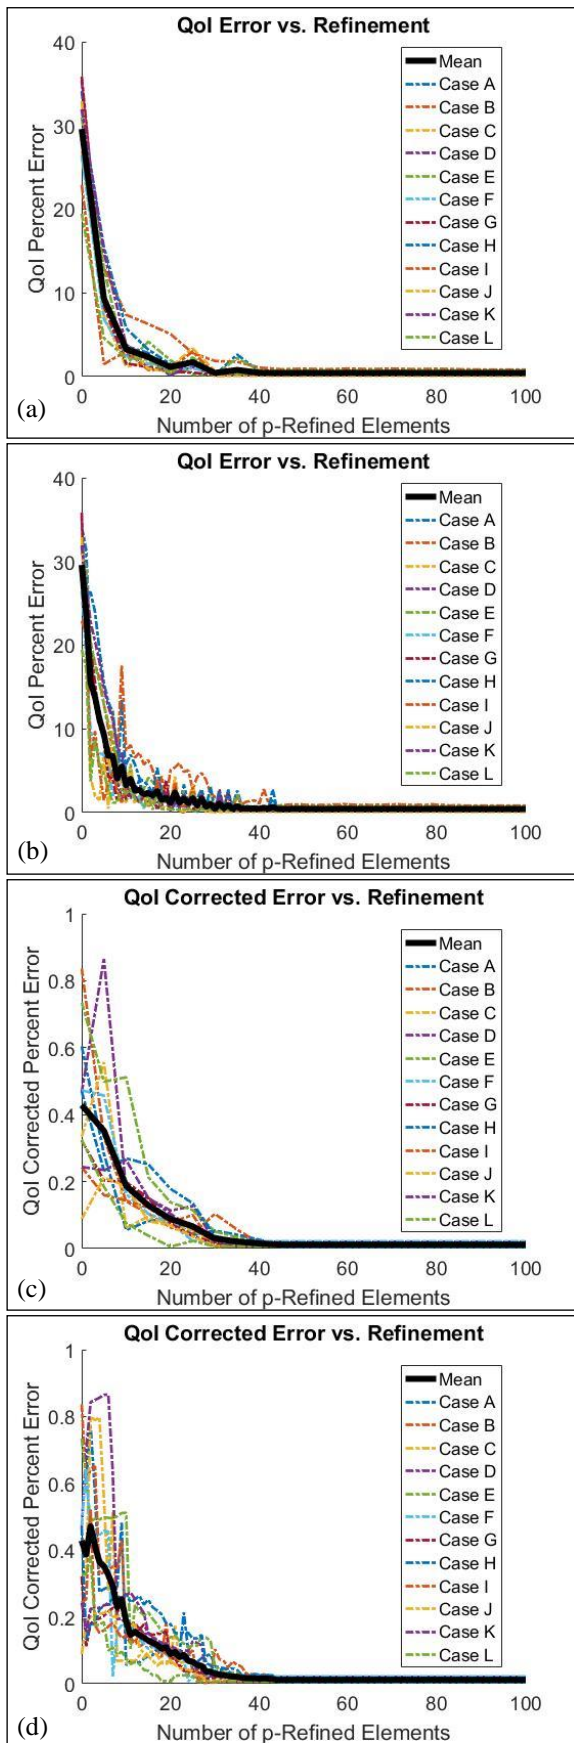 QoI Error vs. Refinement
40
30
20
10
0
QoI Percent Error
Mean
Case A
Case B
Case C
Case D
Case E
Case F
Case G
Case H
Case I
Case J
Case K
Case L
0 20 40 60 80 100
(a)
Number of p-Refined Elements
QoI Error vs. Refinement
40
30
20
10
0
QoI Percent Error
Mean
Case A
Case B
Case C
Case D
Case E
Case F
Case G
Case H
Case I
Case J
Case K
Case L
0 20 40 60 80 100
(b)
Number of p-Refined Elements
QoI Corrected Error vs. Refinement
1
0.8
0.6
0.4
0.2
0
QoI Corrected Percent Error
Mean
Case A
Case B
Case C
Case D
Case E
Case F
Case G
Case H
Case I
Case J
Case K
Case L
0 20 40 60 80 100
(c)
Number of p-Refined Elements
QoI Corrected Error vs. Refinement
1
0.8
0.6
0.4
0.2
0
QoI Corrected Percent Error
Mean
Case A
Case B
Case C
Case D
Case E
Case F
Case G
Case H
Case I
Case J
Case K
Case L
0 20 40 60 80 100
(d)
Number of p-Refined Elements